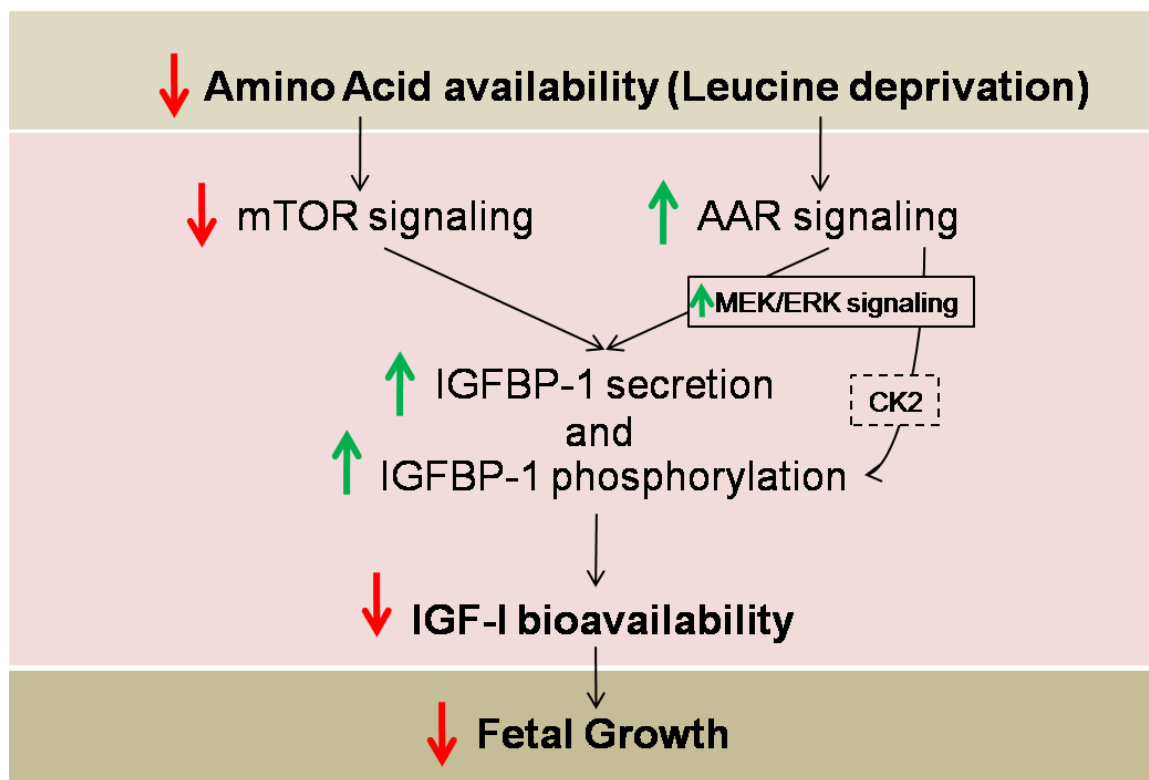 Amino Acid availability (Leucine deprivation)
mTOR signaling
AAR signaling
MEK/ERK signaling
IGFBP-1 secretion
and
CK2
IGFBP-1 phosphorylation
IGF-I bioavailability
Fetal Growth